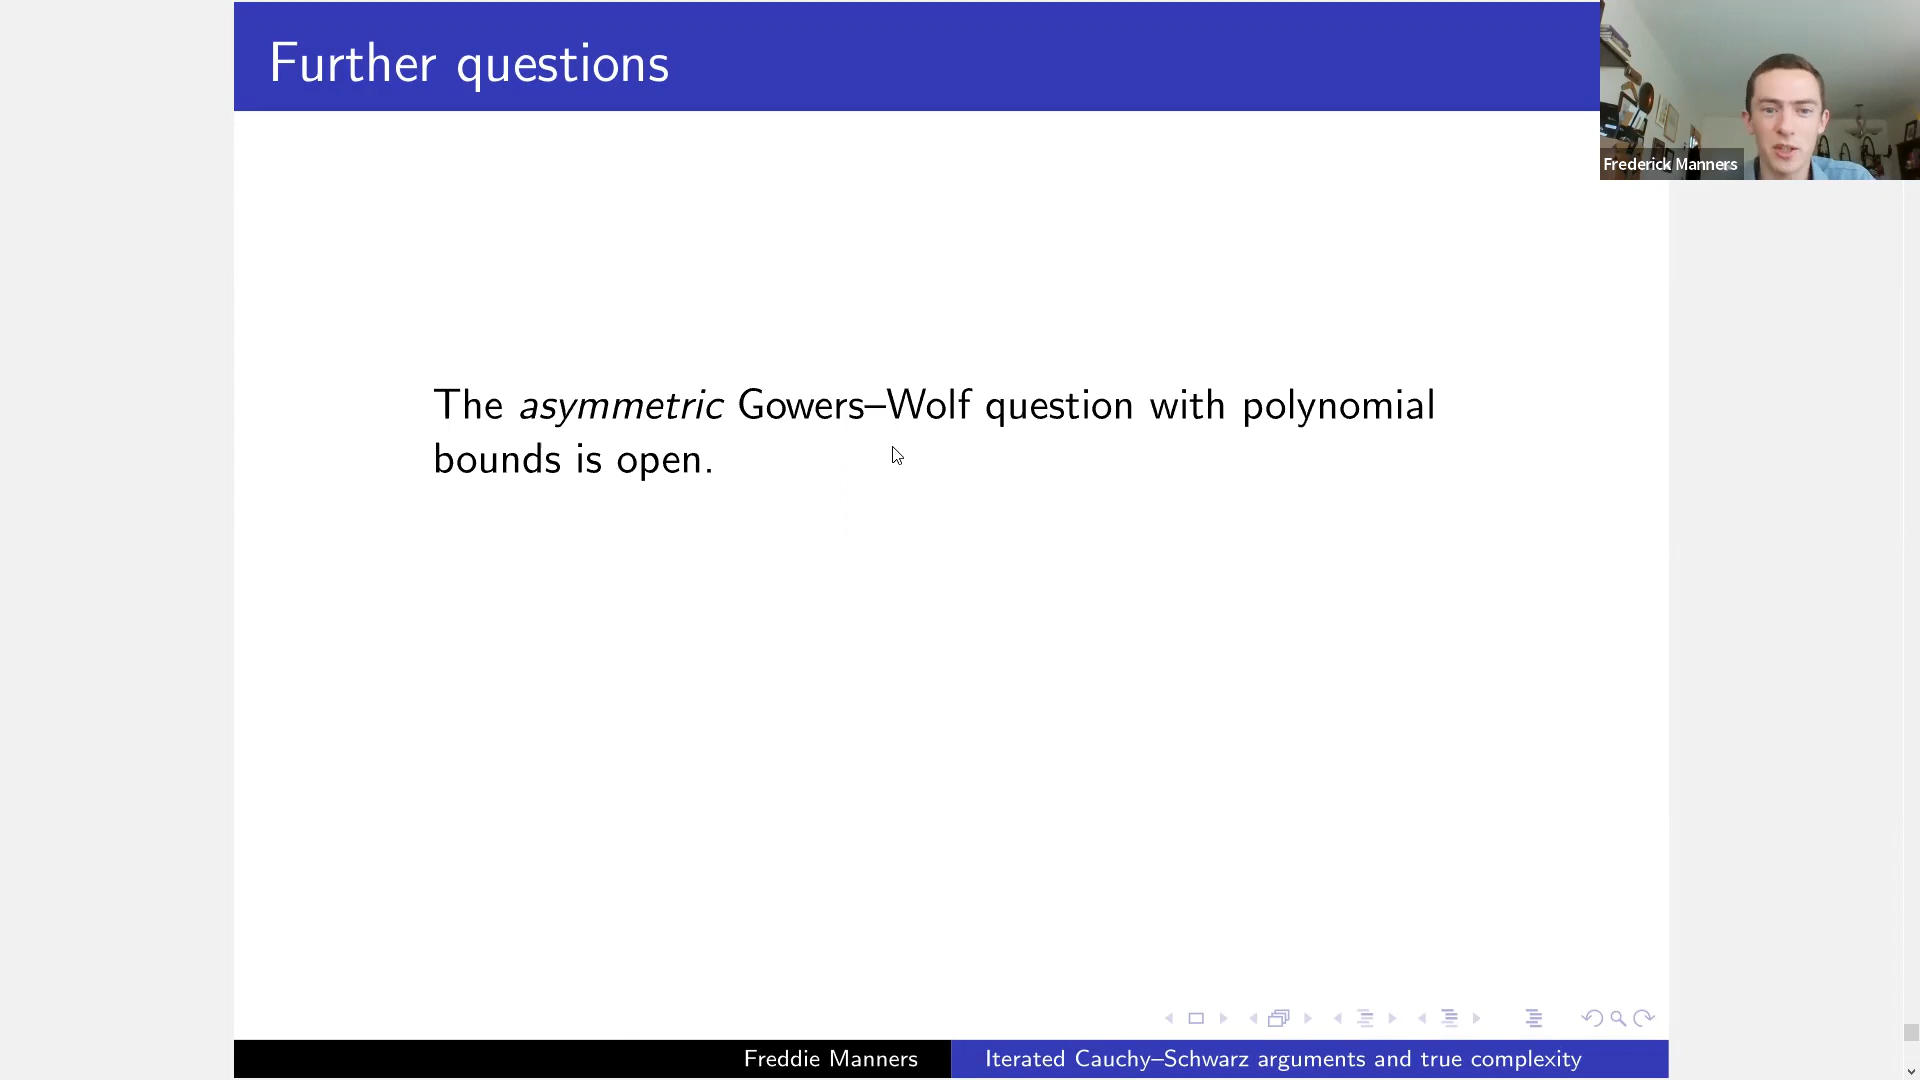 Further questions
Frederick Manners
The asymmetric Gowers–Wolf question with polynomial
bounds is open.
Freddie Manners
Iterated Cauchy–Schwarz arguments and true complexity